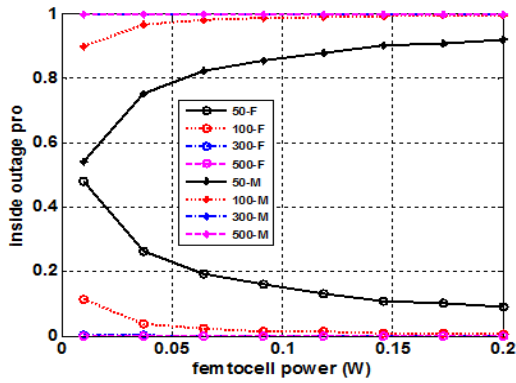 Inside outage pro
1
0.8
0.6
0.4
0.2
0
50-F
100-F
300-F
500-F
50-M
100-M
300-M
500-M
0 0.05 0.1 0.15 0.2
femtocell power (W)